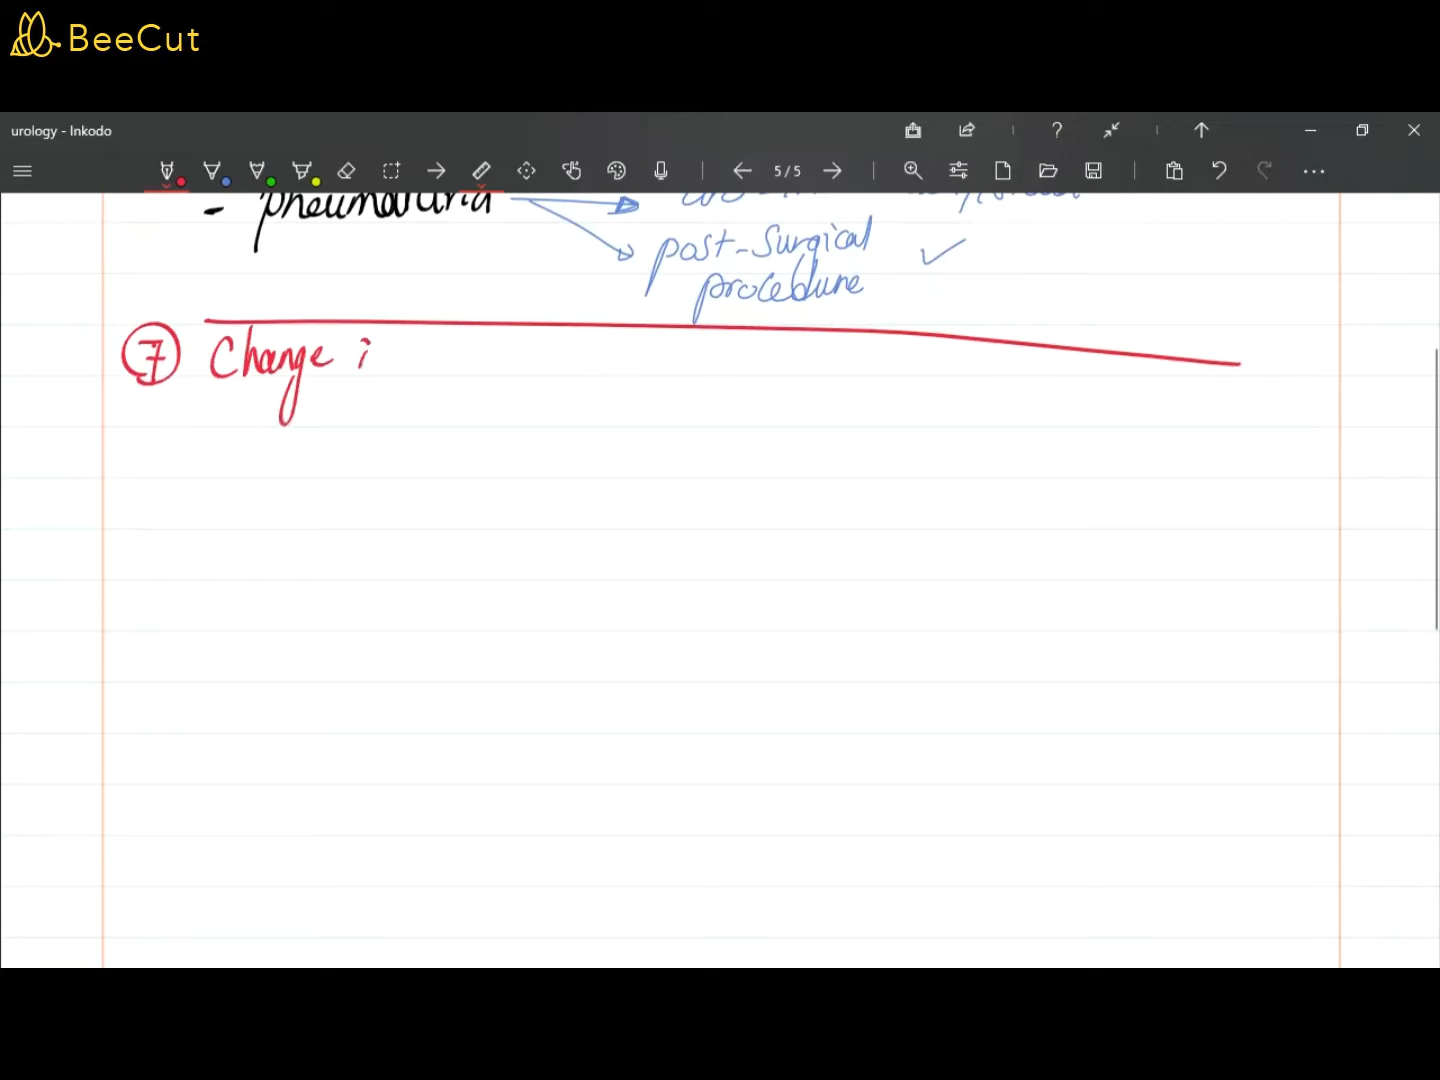 BeeCut
urology - Inkodo
5 / 5
- pneumaturia
post-Surgical
procedure
7 Change i